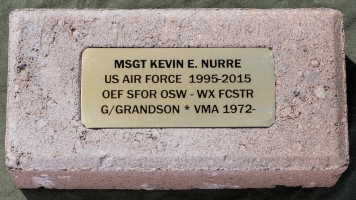 MSGT KEVIN E. NURRE
US AIR FORCE 1995-2015
OEF SFOR OSW - WX FCSTR
G/GRANDSON * VMA 1972-